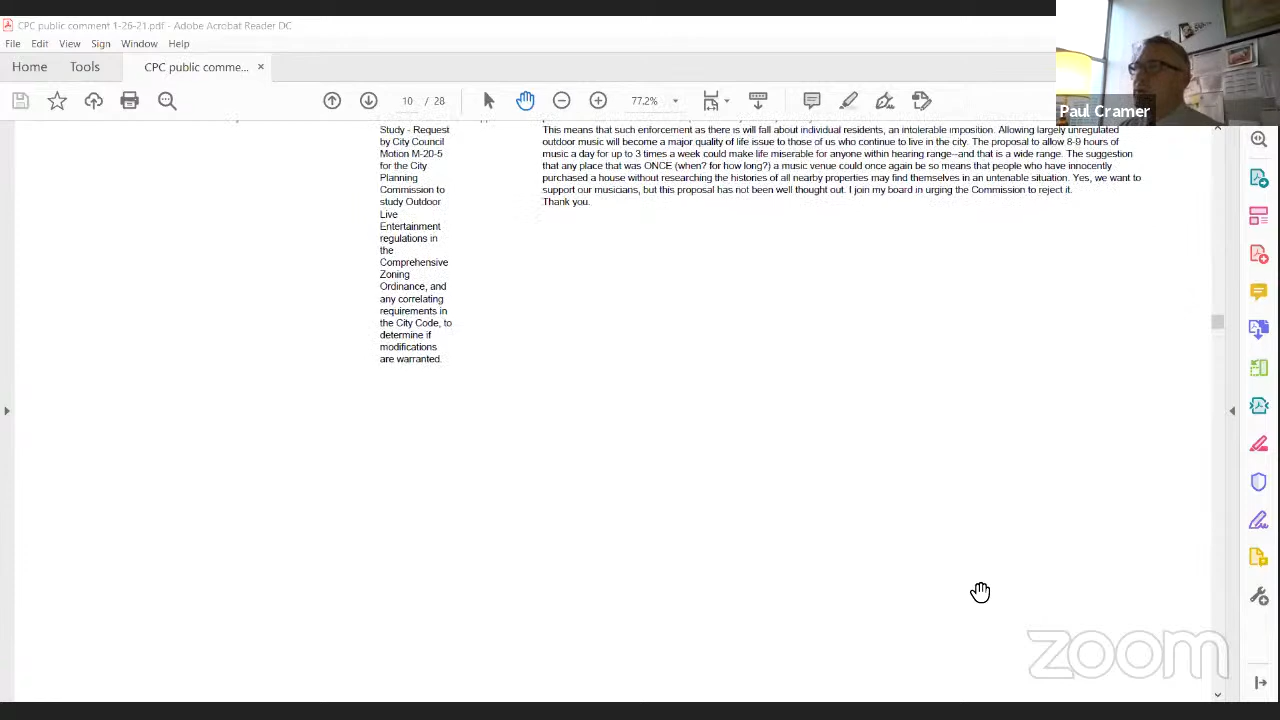 CPC public comment 1-26-21.pdf - Adobe Acrobat Reader DC
File Edit View Sign Window Help
Home Tools CPC public comme... ×
10 / 28 77.2%
Paul Cramer
Study - Request
by City Council
Motion M-20-5
for the City
Planning
Commission to
study Outdoor
Live
Entertainment
regulations in
the
Comprehensive
Zoning
Ordinance, and
any correlating
requirements in
the City Code, to
determine if
modifications
are warranted.
This means that such enforcement as there is will fall about individual residents, an intolerable imposition. Allowing largely unregulated
outdoor music will become a major quality of life issue to those of us who continue to live in the city. The proposal to allow 8-9 hours of
music a day for up to 3 times a week could make life miserable for anyone within hearing range--and that is a wide range. The suggestion
that any place that was ONCE (when? for how long?) a music venue could once again be so means that people who have innocently
purchased a house without researching the histories of all nearby properties may find themselves in an untenable situation. Yes, we want to
support our musicians, but this proposal has not been well thought out. I join my board in urging the Commission to reject it.
Thank you.
zoom